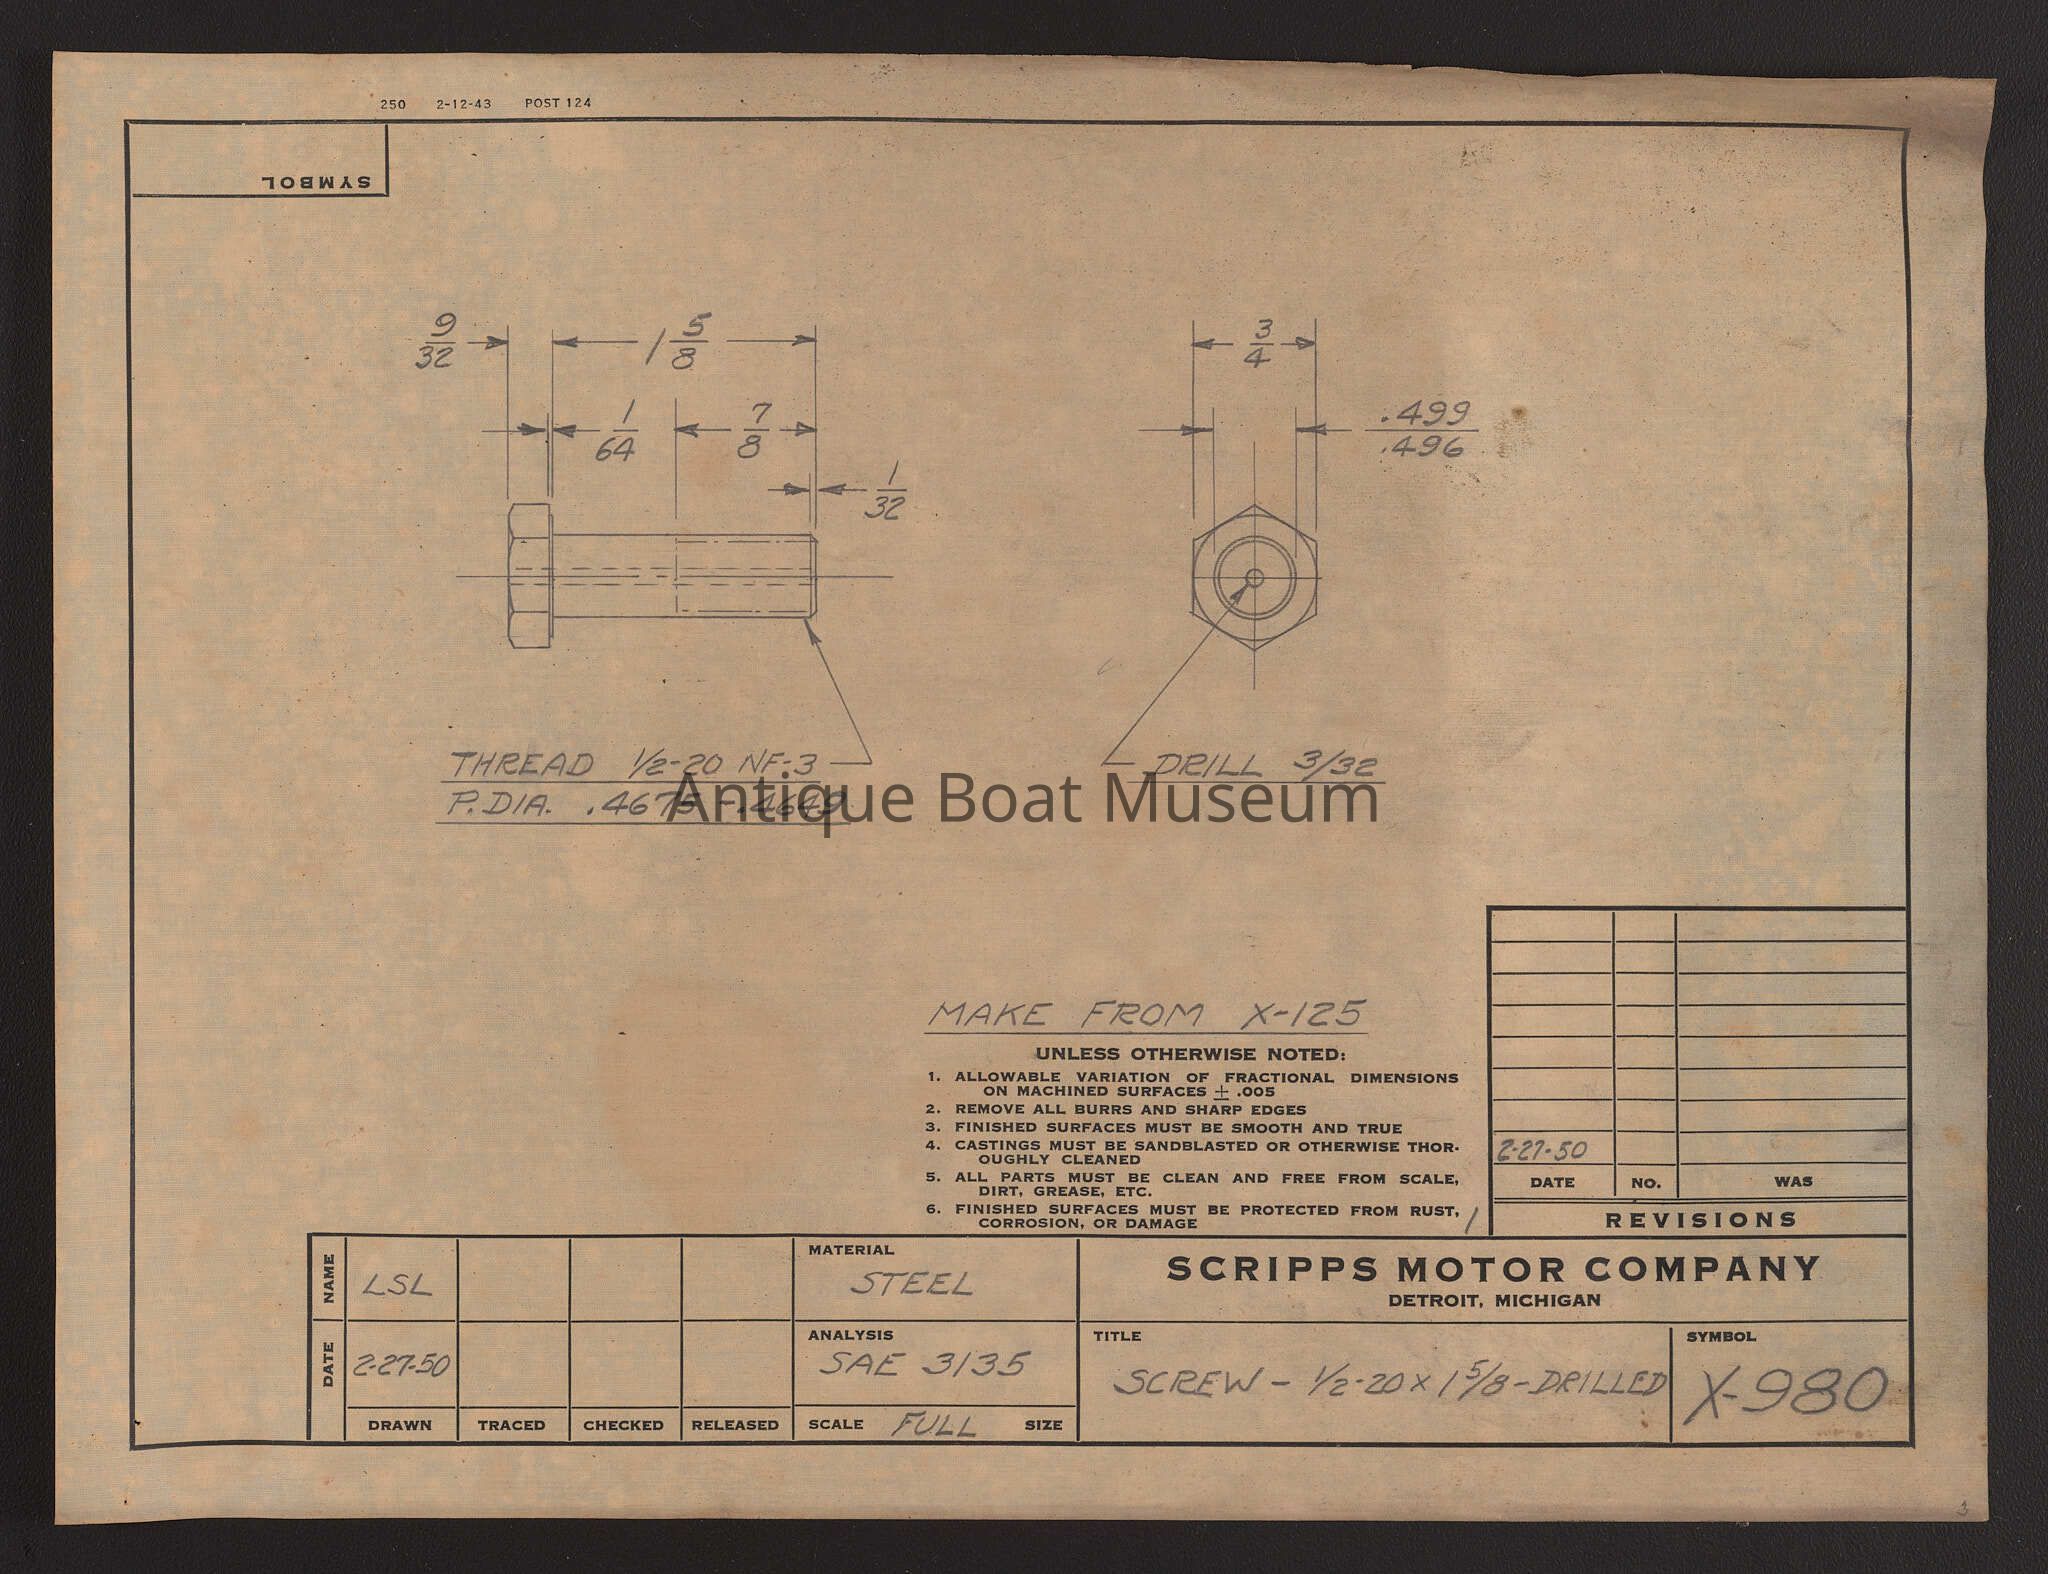 250 2-12-43 POST 124
SYMBOL
9/32
1 5/8
3/4
1/64
7/8
.499
.496
1/32
THREAD 1/2-20 NF-3
P. DIA. .4675 - .4649
DRILL 3/32
Antique Boat Museum
MAKE FROM X-125
UNLESS OTHERWISE NOTED:
1. ALLOWABLE VARIATION OF FRACTIONAL DIMENSIONS
ON MACHINED SURFACES ± .005
2. REMOVE ALL BURRS AND SHARP EDGES
3. FINISHED SURFACES MUST BE SMOOTH AND TRUE
4. CASTINGS MUST BE SANDBLASTED OR OTHERWISE THOR-
OUGHLY CLEANED
5. ALL PARTS MUST BE CLEAN AND FREE FROM SCALE,
DIRT, GREASE, ETC.
6. FINISHED SURFACES MUST BE PROTECTED FROM RUST,
CORROSION, OR DAMAGE
1
2-27-50
DATE NO. WAS
REVISIONS
NAME LSL
DATE 2-27-50
DRAWN TRACED CHECKED RELEASED
MATERIAL
STEEL
ANALYSIS
SAE 3135
SCALE FULL SIZE
SCRIPPS MOTOR COMPANY
DETROIT, MICHIGAN
TITLE
SCREW - 1/2-20 x 1 5/8 - DRILLED
SYMBOL
X-980
3